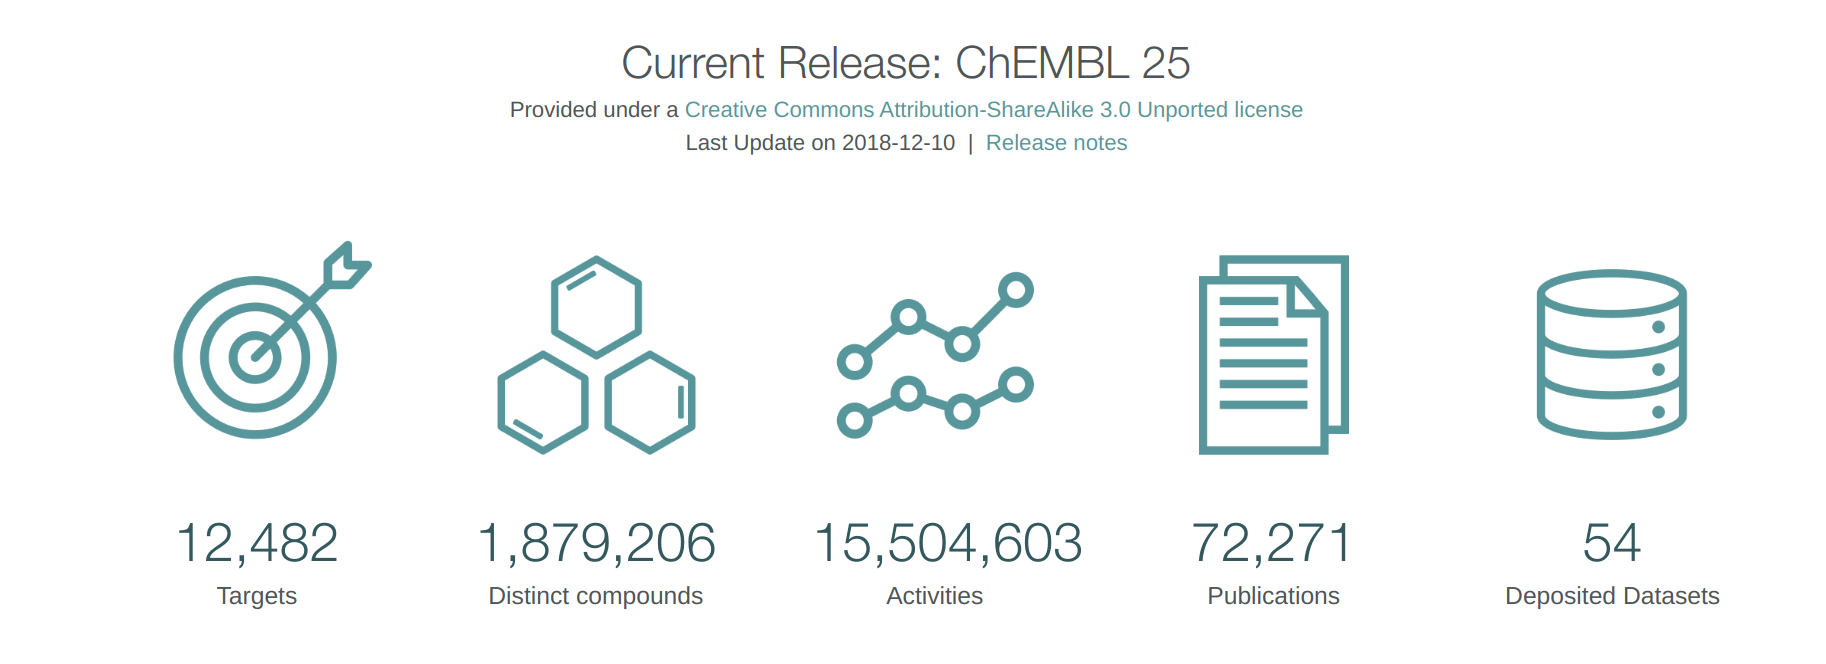 Current Release: ChEMBL 25
Provided under a Creative Commons Attribution-ShareAlike 3.0 Unported license
Last Update on 2018-12-10 | Release notes
12,482
Targets
1,879,206
Distinct compounds
15,504,603
Activities
72,271
Publications
54
Deposited Datasets